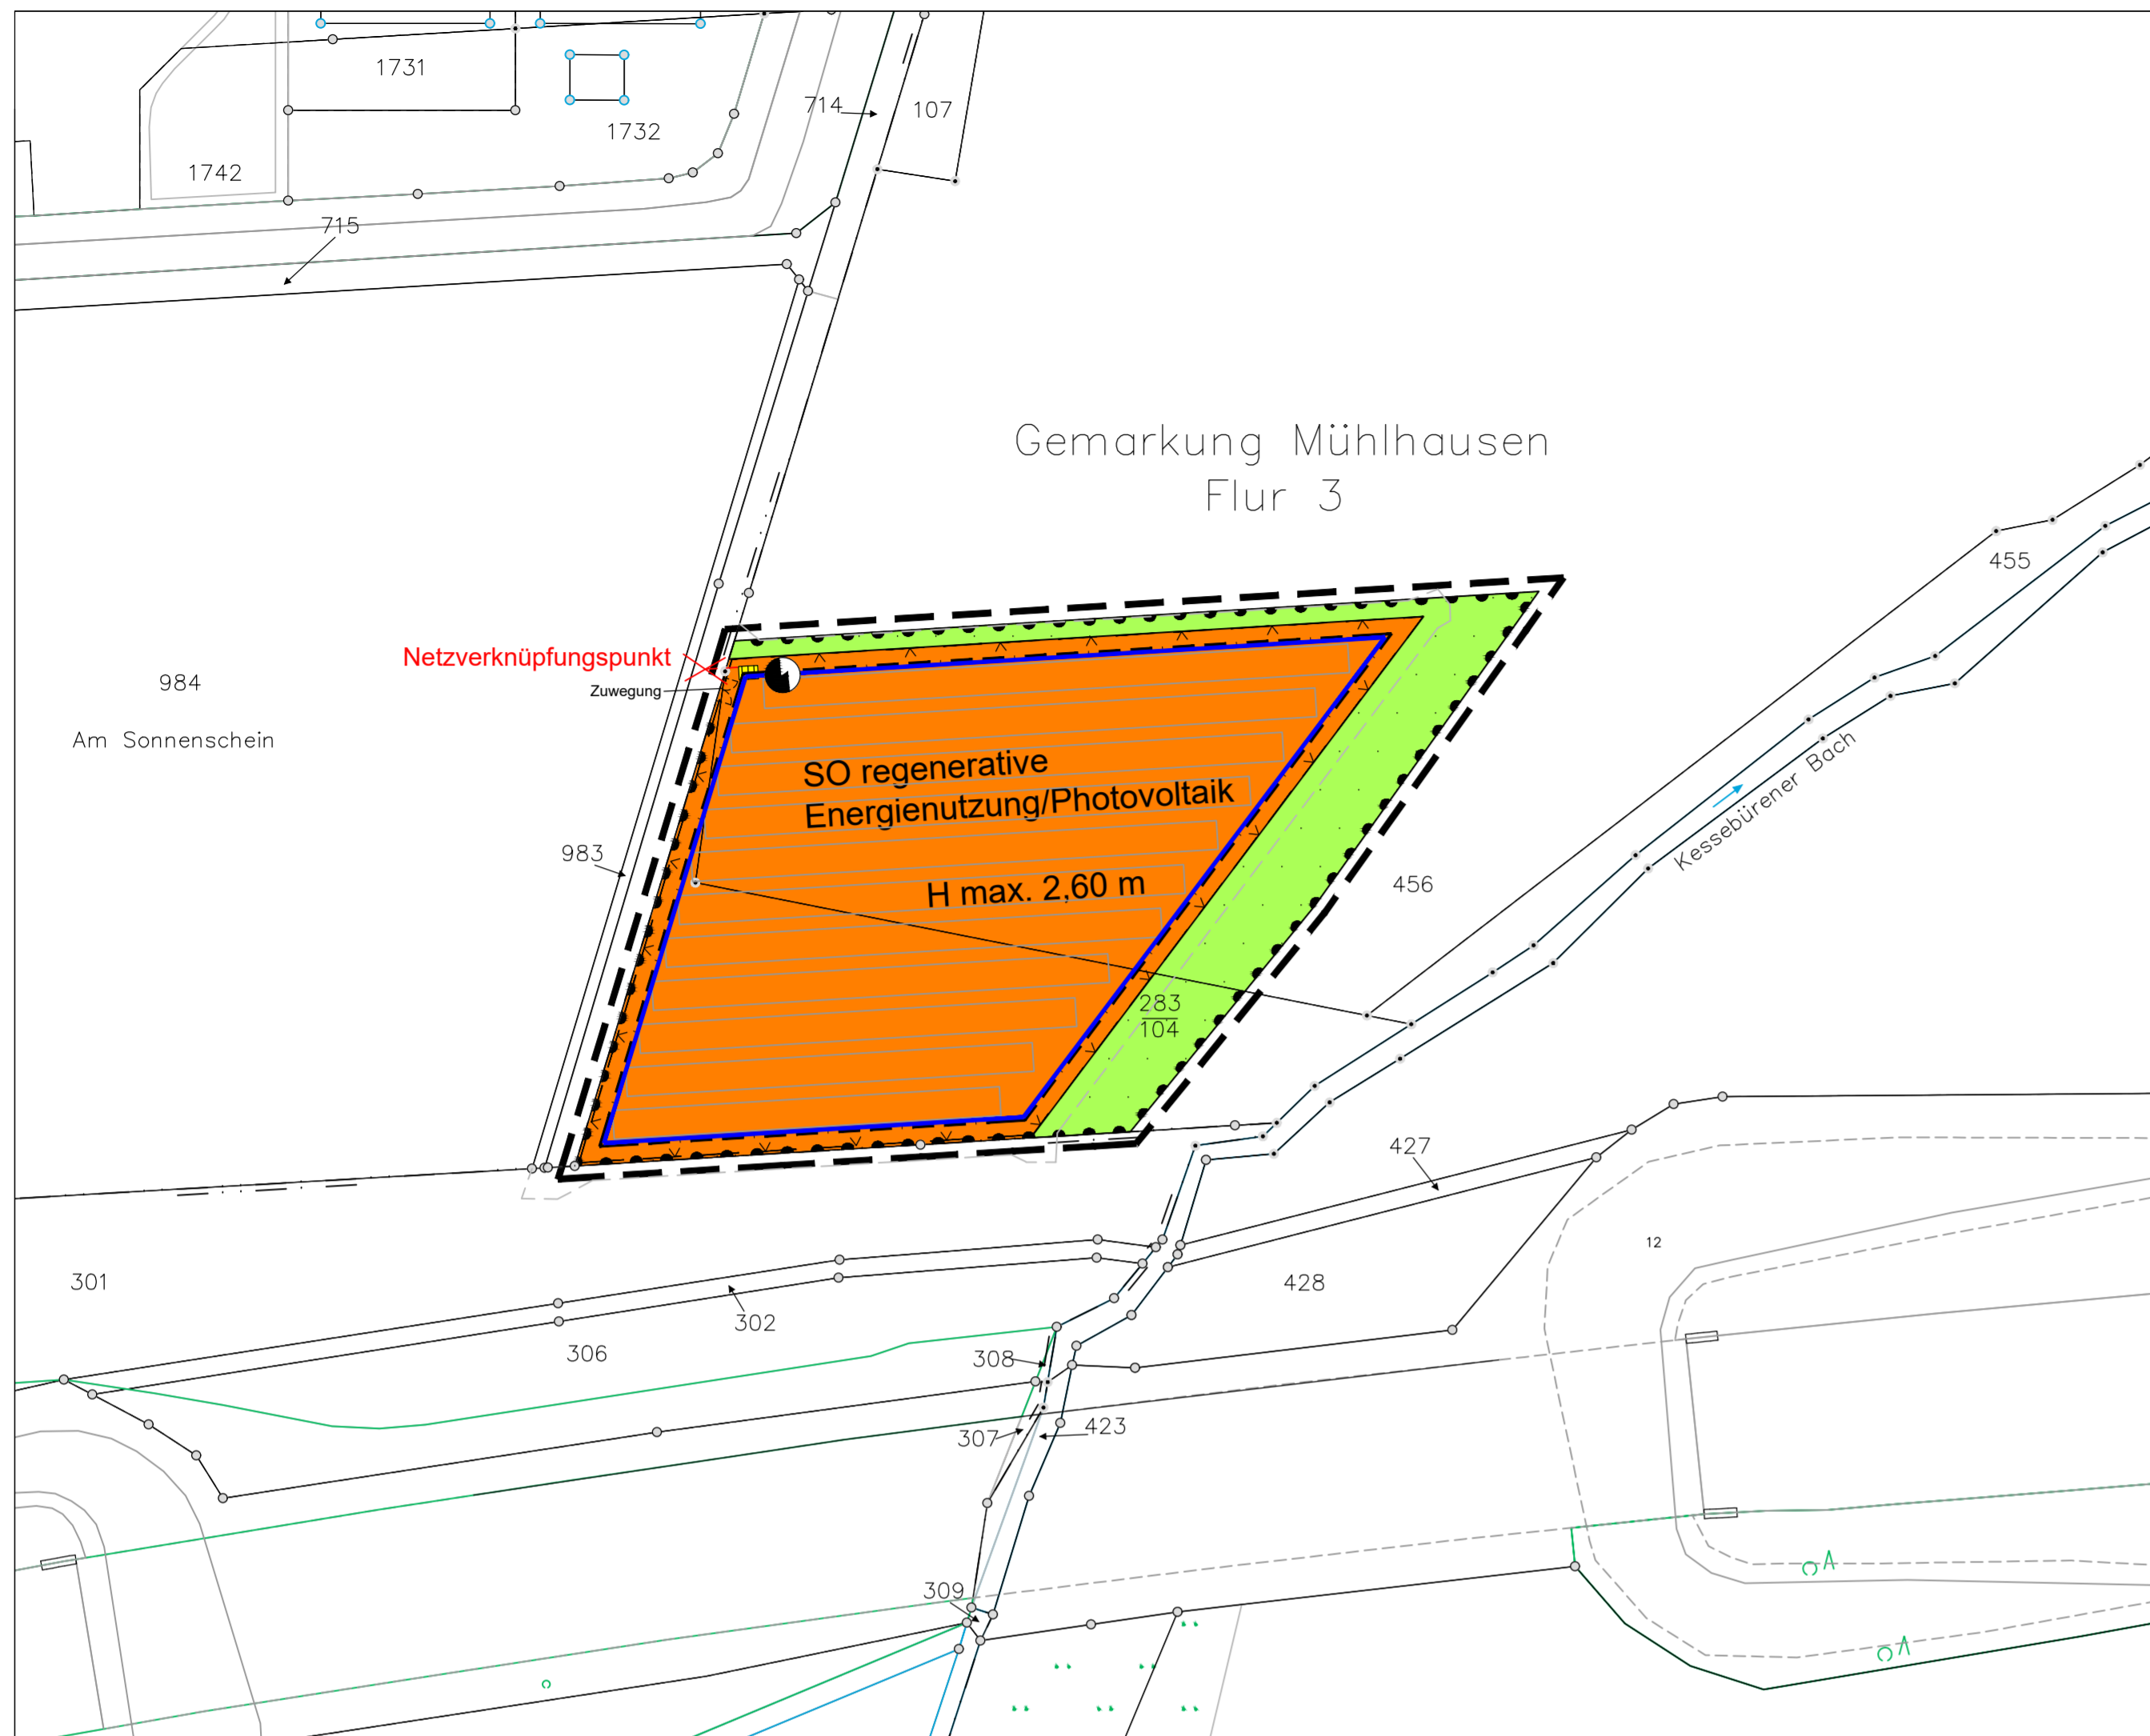 1731
1732
1742
714
107
715
Gemarkung Mühlhausen
Flur 3
455
Netzverknüpfungspunkt
Zuwegung
984
Am Sonnenschein
SO regenerative
Energienutzung/Photovoltaik
Kessebürener Bach
983
H max. 2,60 m
456
283
104
427
12
301
428
302
306
308
307
423
309